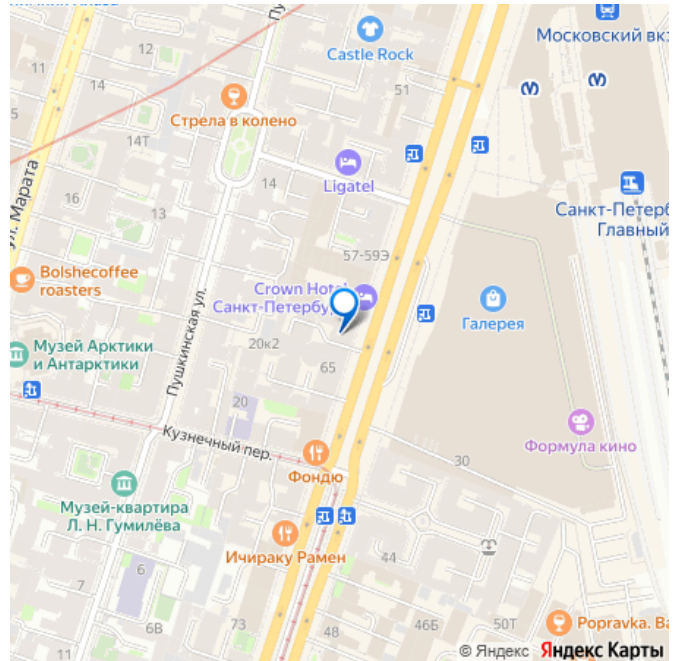 12
11
Castle Rock
Московский вкз
51
14
Стрела в колено
14Т
Ligatel
16
14
13
ул. Марата
Санкт-Петерб
Главный
57-59Э
Bolshecoffee
roasters
Crown Hotel
Санкт-Петербу
Галерея
Пушкинская ул.
Музей Арктики
и Антарктики
20к2
65
20
Кузнечный пер.
Формула кино
30
Фондю
Музей-квартира
Л. Н. Гумилёва
Ичираку Рамен
44
6
6В
73
48
46Б
50Т
Popravka. Ba
© Яндекс Яндекс Карты